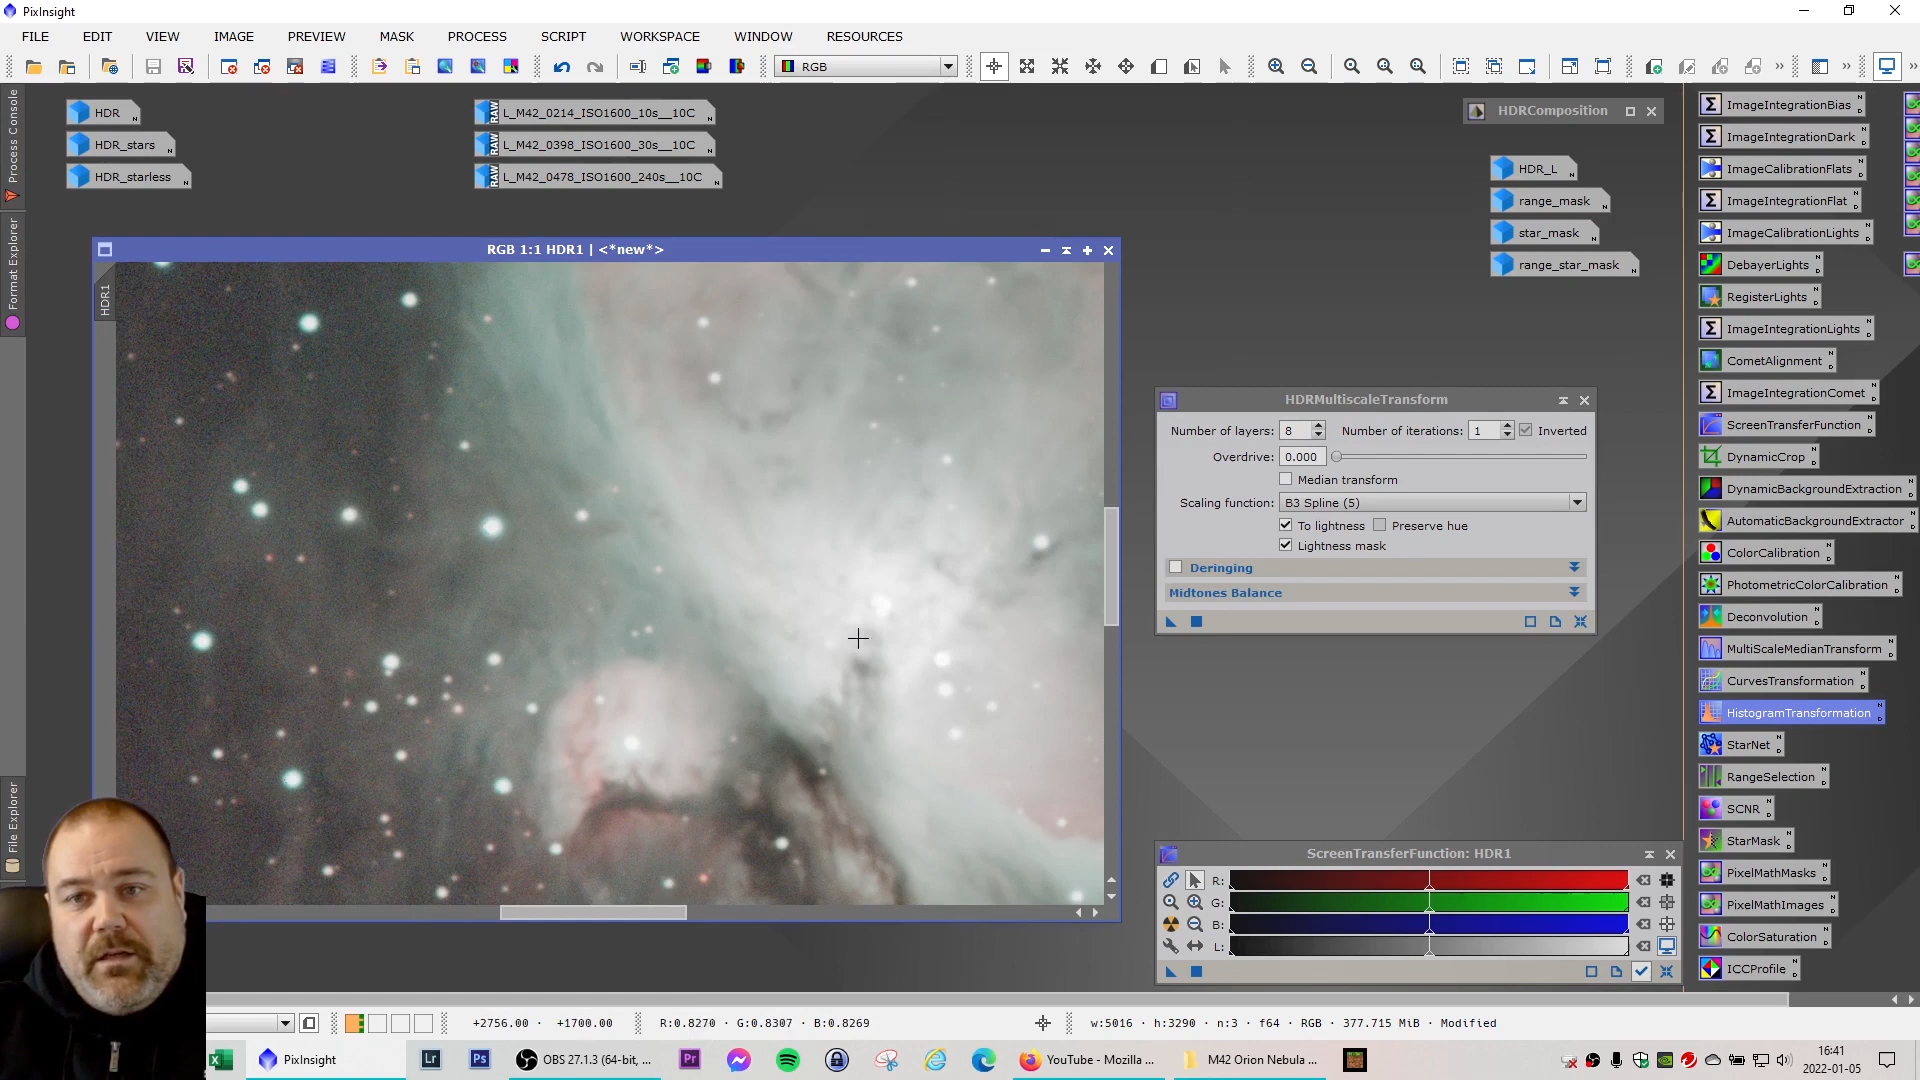 PixInsight
FILE EDIT VIEW IMAGE PREVIEW MASK PROCESS SCRIPT WORKSPACE WINDOW RESOURCES
RGB
Process Console
Format Explorer
File Explorer
HDR
HDR_stars
HDR_starless
RAW L_M42_0214_ISO1600_10s__10C
RAW L_M42_0398_ISO1600_30s__10C
RAW L_M42_0478_ISO1600_240s__10C
HDRComposition
HDR_L
range_mask
star_mask
range_star_mask
RGB 1:1 HDR1 | <*new*>
HDR1
HDRMultiscaleTransform
Number of layers: 8 Number of iterations: 1 Inverted
Overdrive: 0.000
Median transform
Scaling function: B3 Spline (5)
To lightness Preserve hue
Lightness mask
Deringing
Midtones Balance
ScreenTransferFunction: HDR1
R:
G:
B:
L:
ImageIntegrationBias
ImageIntegrationDark
ImageCalibrationFlats
ImageIntegrationFlat
ImageCalibrationLights
DebayerLights
RegisterLights
ImageIntegrationLights
CometAlignment
ImageIntegrationComet
ScreenTransferFunction
DynamicCrop
DynamicBackgroundExtraction
AutomaticBackgroundExtractor
ColorCalibration
PhotometricColorCalibration
Deconvolution
MultiScaleMedianTransform
CurvesTransformation
HistogramTransformation
StarNet
RangeSelection
SCNR
StarMask
PixelMathMasks
PixelMathImages
ColorSaturation
ICCProfile
+2756.00 · +1700.00 R:0.8270 · G:0.8307 · B:0.8269 w:5016 · h:3290 · n:3 · f64 · RGB · 377.715 MiB · Modified
PixInsight Lr Ps OBS 27.1.3 (64-bit, ... Pr YouTube - Mozilla ... M42 Orion Nebula ...
16:41
2022-01-05